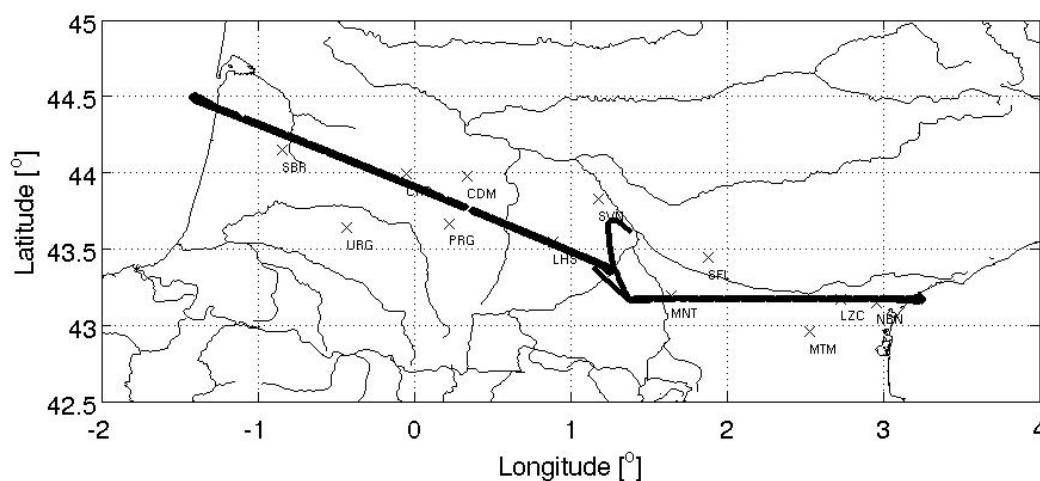 45
44.5
44
43.5
43
42.5
Latitude [°]
SBR
CDM
SVN
URG
PRG
LHS
SFL
MNT
LZC
NBN
MTM
-2
-1
0
1
2
3
4
Longitude [°]